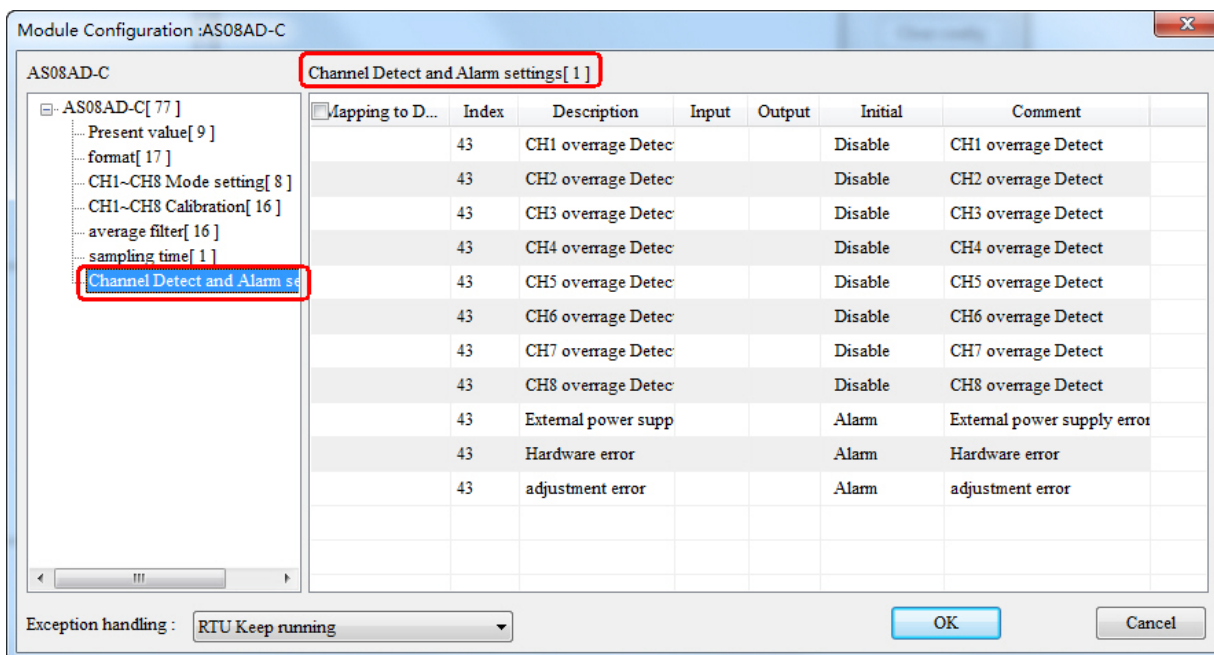 Module Configuration :AS08AD-C
AS08AD-C
Channel Detect and Alarm settings[ 1 ]
AS08AD-C[ 77 ]
Present value[ 9 ]
format[ 17 ]
CH1~CH8 Mode setting[ 8 ]
CH1~CH8 Calibration[ 16 ]
average filter[ 16 ]
sampling time[ 1 ]
Channel Detect and Alarm se
Mapping to D... Index Description Input Output Initial Comment
43 CH1 overrage Detec Disable CH1 overrage Detect
43 CH2 overrage Detec Disable CH2 overrage Detect
43 CH3 overrage Detec Disable CH3 overrage Detect
43 CH4 overrage Detec Disable CH4 overrage Detect
43 CH5 overrage Detec Disable CH5 overrage Detect
43 CH6 overrage Detec Disable CH6 overrage Detect
43 CH7 overrage Detec Disable CH7 overrage Detect
43 CH8 overrage Detec Disable CH8 overrage Detect
43 External power supp Alarm External power supply error
43 Hardware error Alarm Hardware error
43 adjustment error Alarm adjustment error
Exception handling : RTU Keep running
OK Cancel